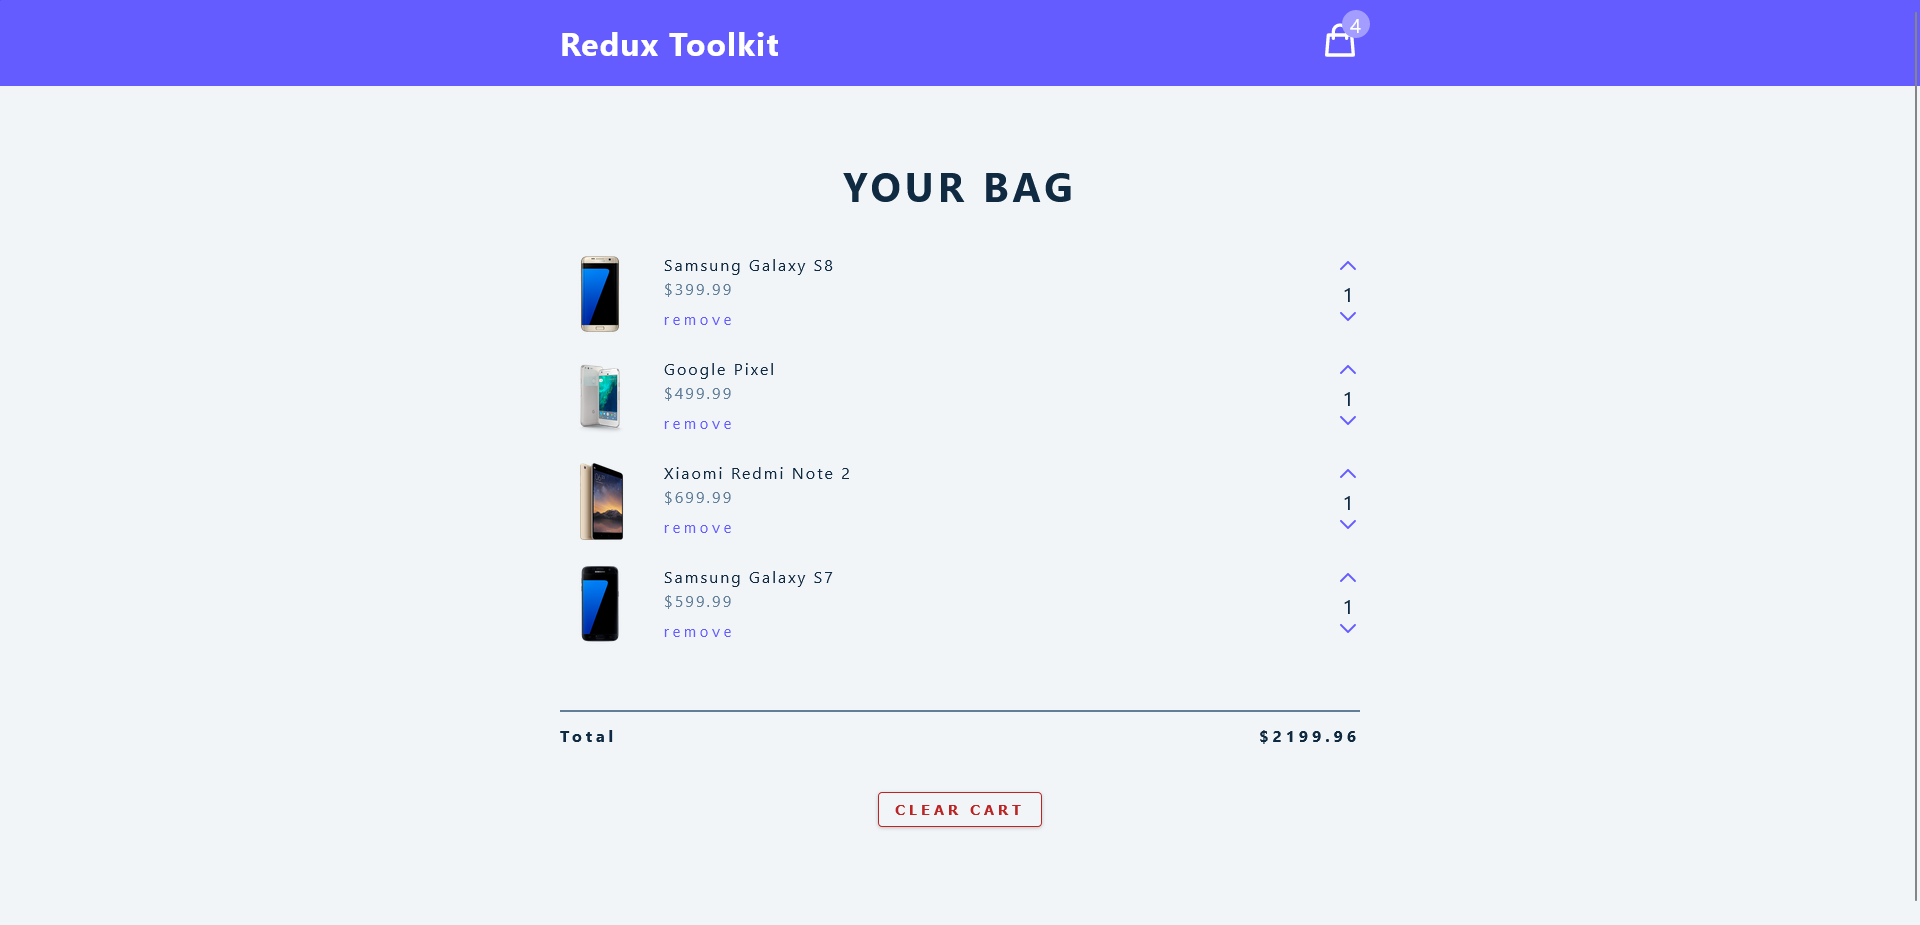 Redux Toolkit
4
YOUR BAG
Samsung Galaxy S8
$399.99
remove
1
Google Pixel
$499.99
remove
1
Xiaomi Redmi Note 2
$699.99
remove
1
Samsung Galaxy S7
$599.99
remove
1
Total
$2199.96
CLEAR CART